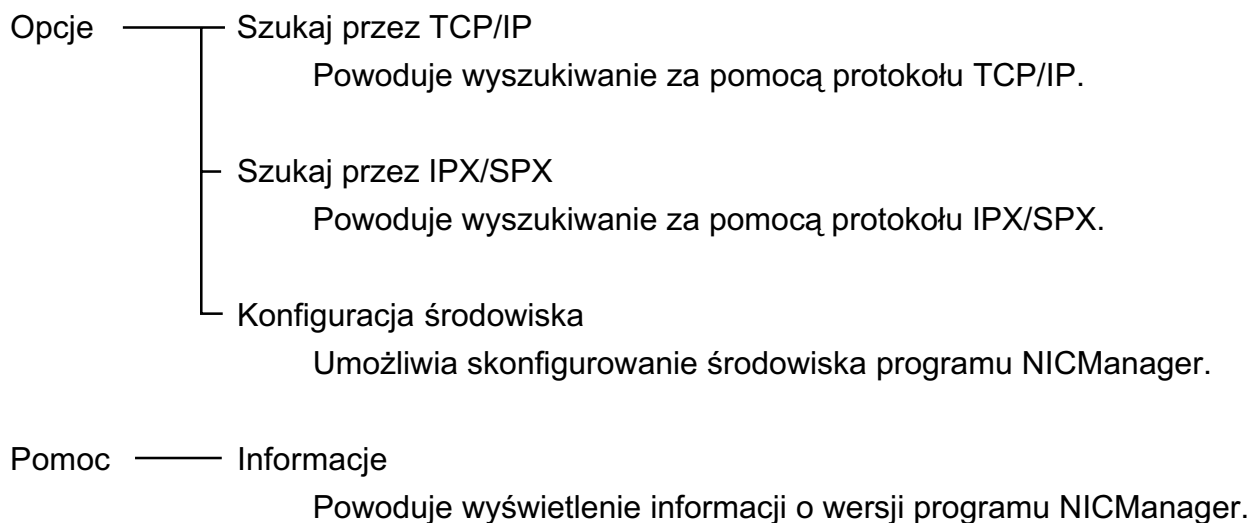 Opcje Szukaj przez TCP/IP
Powoduje wyszukiwanie za pomocą protokołu TCP/IP.
Szukaj przez IPX/SPX
Powoduje wyszukiwanie za pomocą protokołu IPX/SPX.
Konfiguracja środowiska
Umożliwia skonfigurowanie środowiska programu NICManager.
Pomoc Informacje
Powoduje wyświetlenie informacji o wersji programu NICManager.